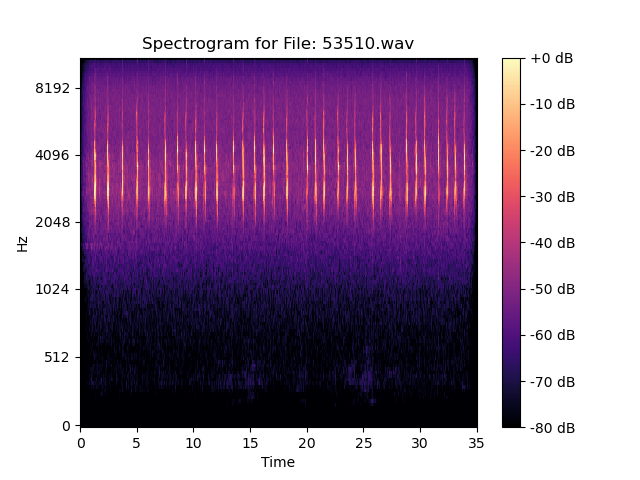 Spectrogram for File: 53510.wav
Hz
8192
4096
2048
1024
512
0
0 5 10 15 20 25 30 35
Time
+0 dB
-10 dB
-20 dB
-30 dB
-40 dB
-50 dB
-60 dB
-70 dB
-80 dB